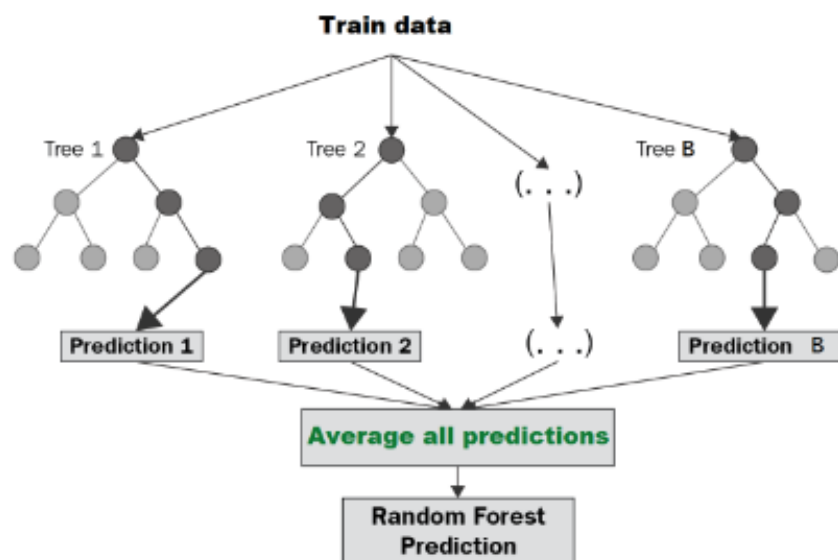 Train data
Tree 1
Tree 2
(. . .)
Tree B
Prediction 1
Prediction 2
(. . .)
Prediction B
Average all predictions
Random Forest
Prediction